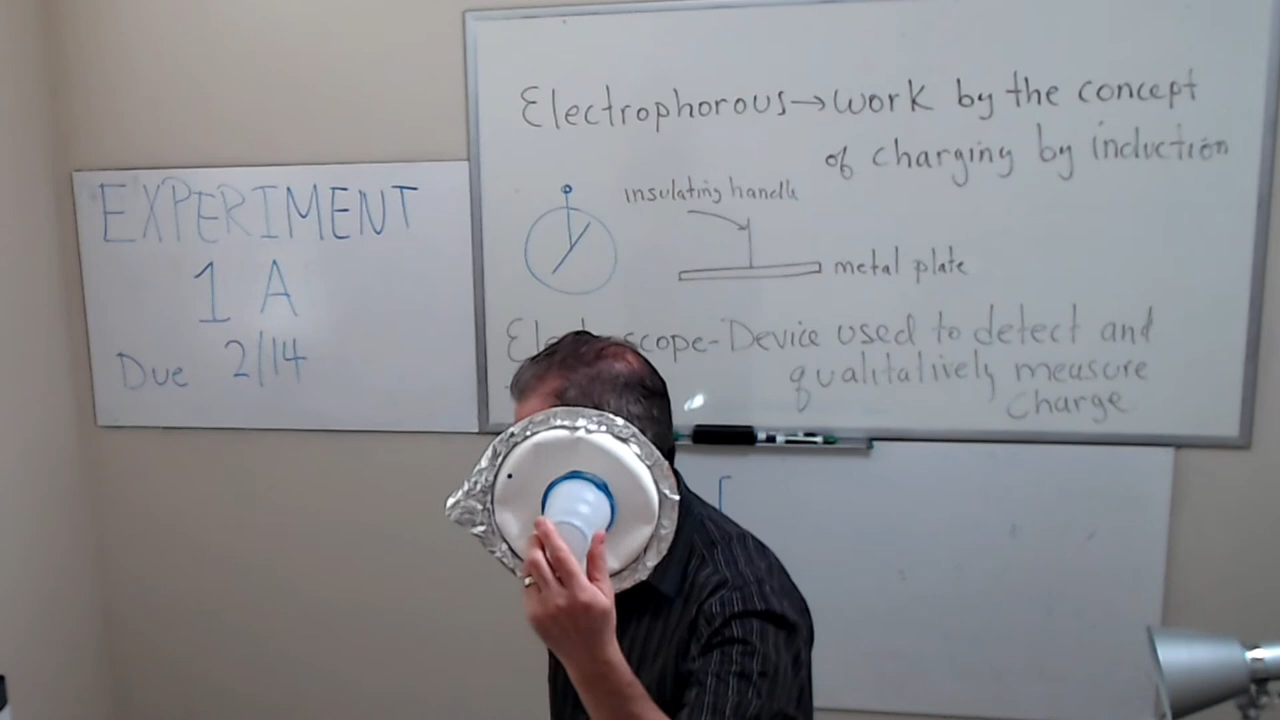 EXPERIMENT
1 A
Due 2/14
Electrophorous→work by the concept
of charging by induction
insulating handle
metal plate
scope-Device used to detect and
qualitatively measure
Charge